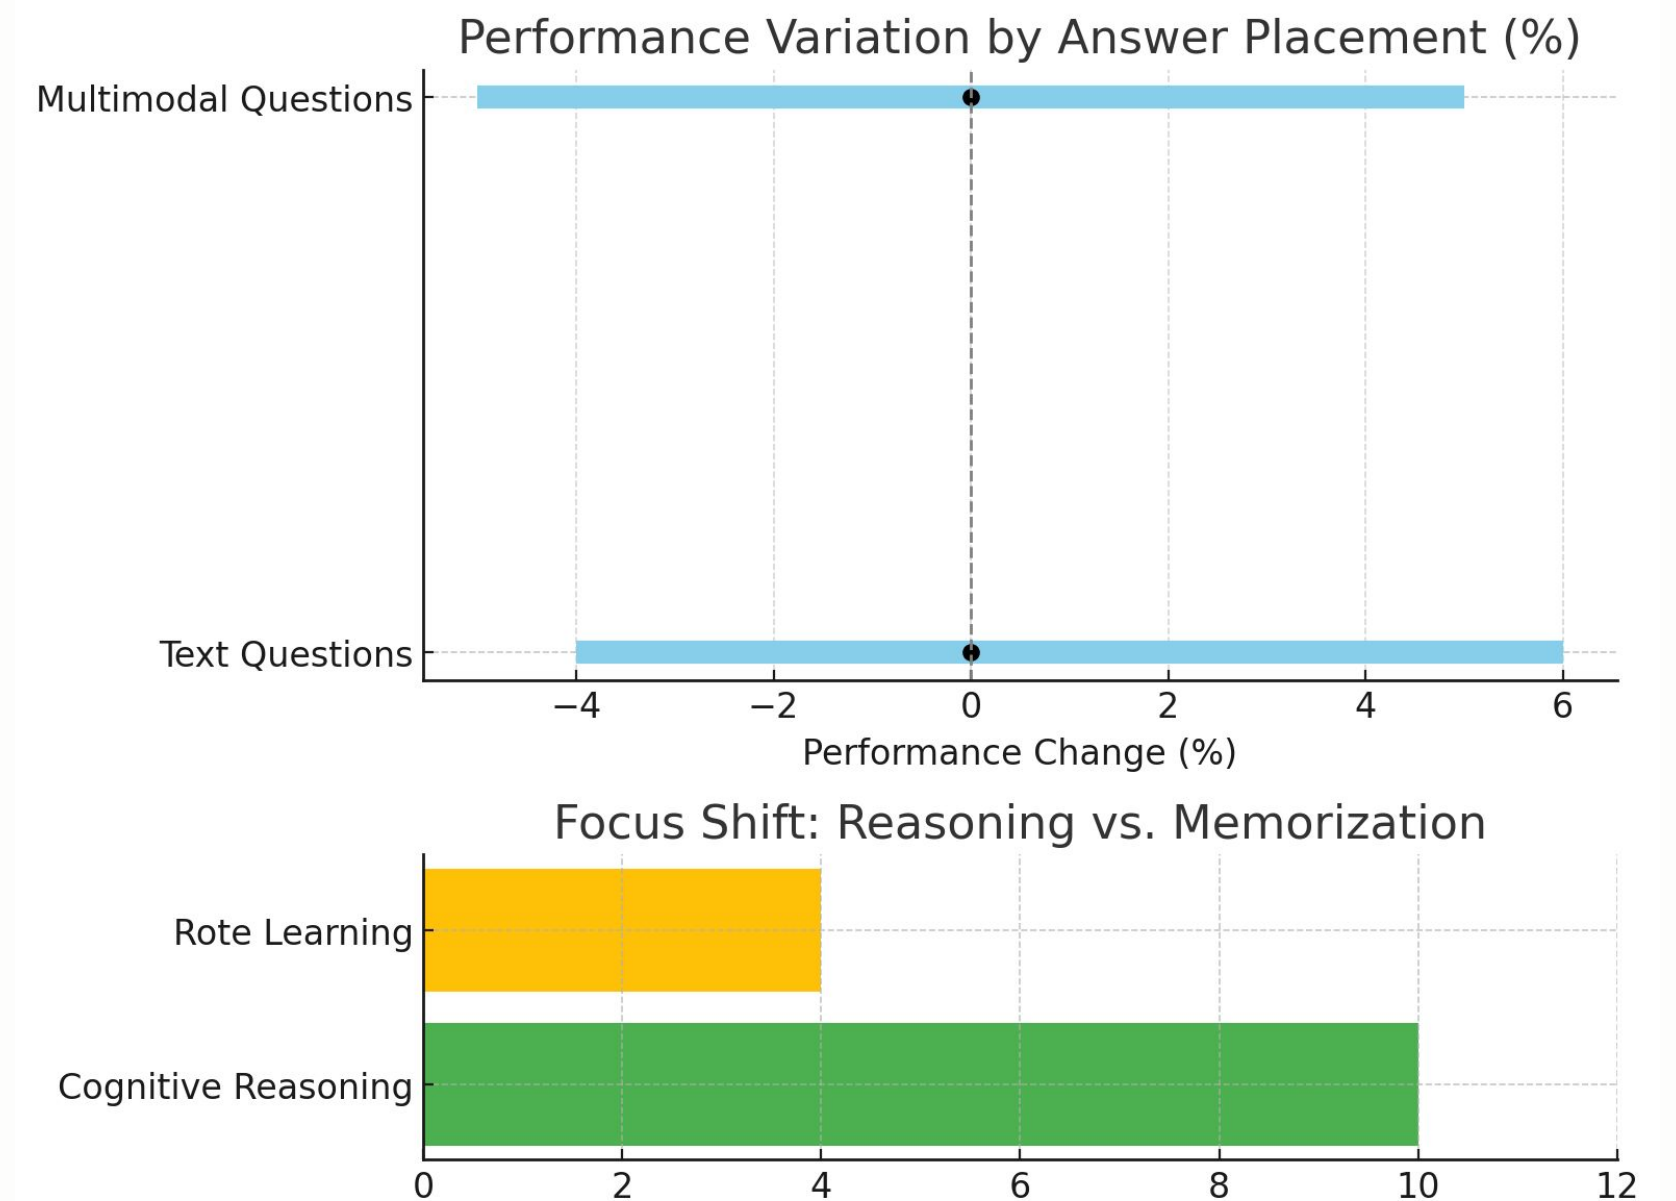 Performance Variation by Answer Placement (%)
Multimodal Questions
Text Questions
−4 −2 0 2 4 6
Performance Change (%)
Focus Shift: Reasoning vs. Memorization
Rote Learning
Cognitive Reasoning
0 2 4 6 8 10 12